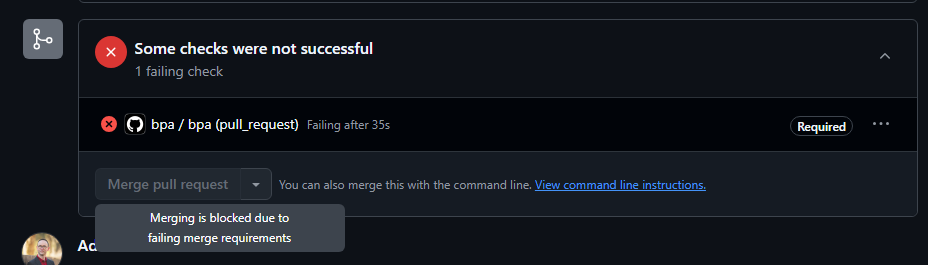 Some checks were not successful
1 failing check
bpa / bpa (pull_request) Failing after 35s Required
Merge pull request You can also merge this with the command line. View command line instructions.
Merging is blocked due to
failing merge requirements